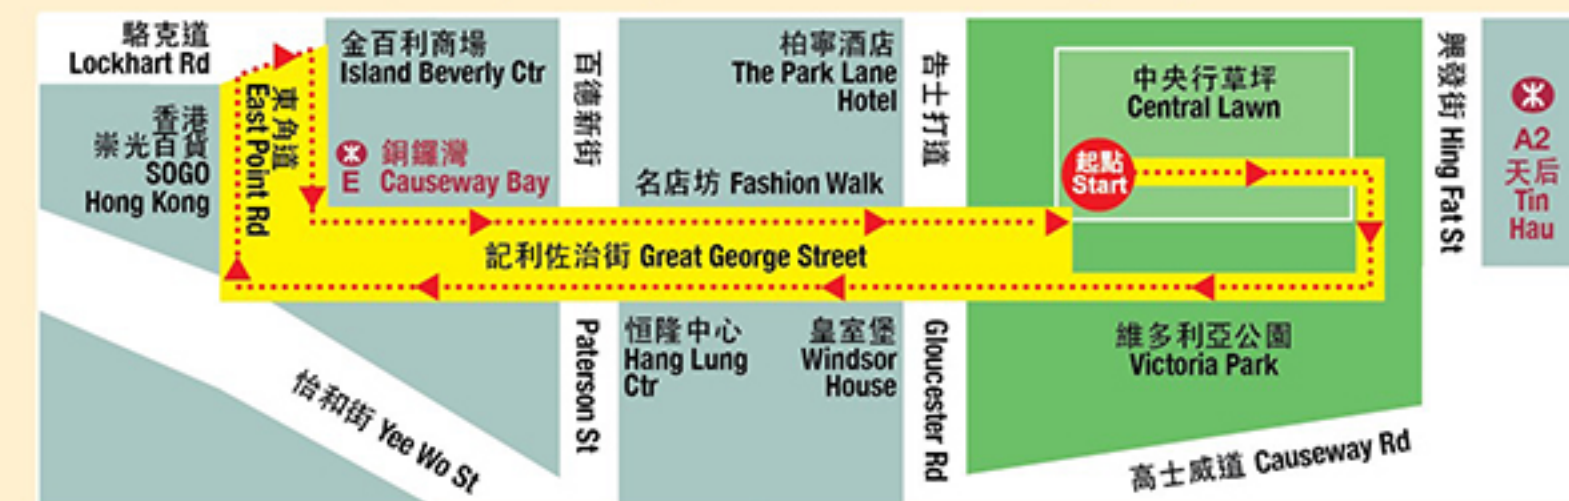 駱克道
Lockhart Rd
金百利商場
Island Beverly Ctr
百德新街
柏寧酒店
The Park Lane
Hotel
告士打道
中央行草坪
Central Lawn
興發街 Hing Fat St
東角道
East Point Rd
香港
崇光百貨
SOGO
Hong Kong
銅鑼灣
E Causeway Bay
名店坊 Fashion Walk
起點
Start
A2
天后
Tin
Hau
記利佐治街 Great George Street
Paterson St
恒隆中心
Hang Lung
Ctr
皇室堡
Windsor
House
Gloucester Rd
維多利亞公園
Victoria Park
怡和街 Yee Wo St
高士威道 Causeway Rd